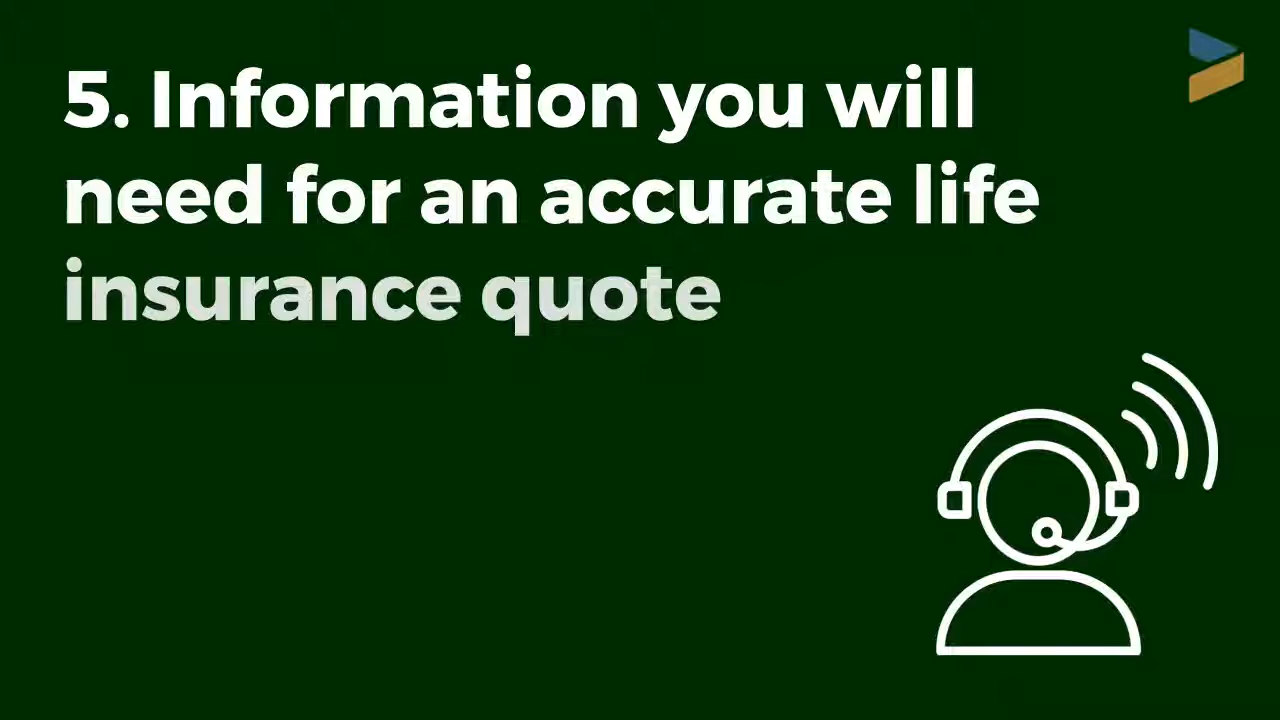 5. Information you will
need for an accurate life
insurance quote